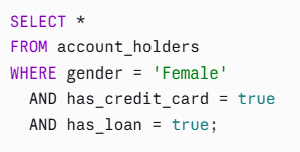 SELECT *
FROM account_holders
WHERE gender = 'Female'
  AND has_credit_card = true
  AND has_loan = true;